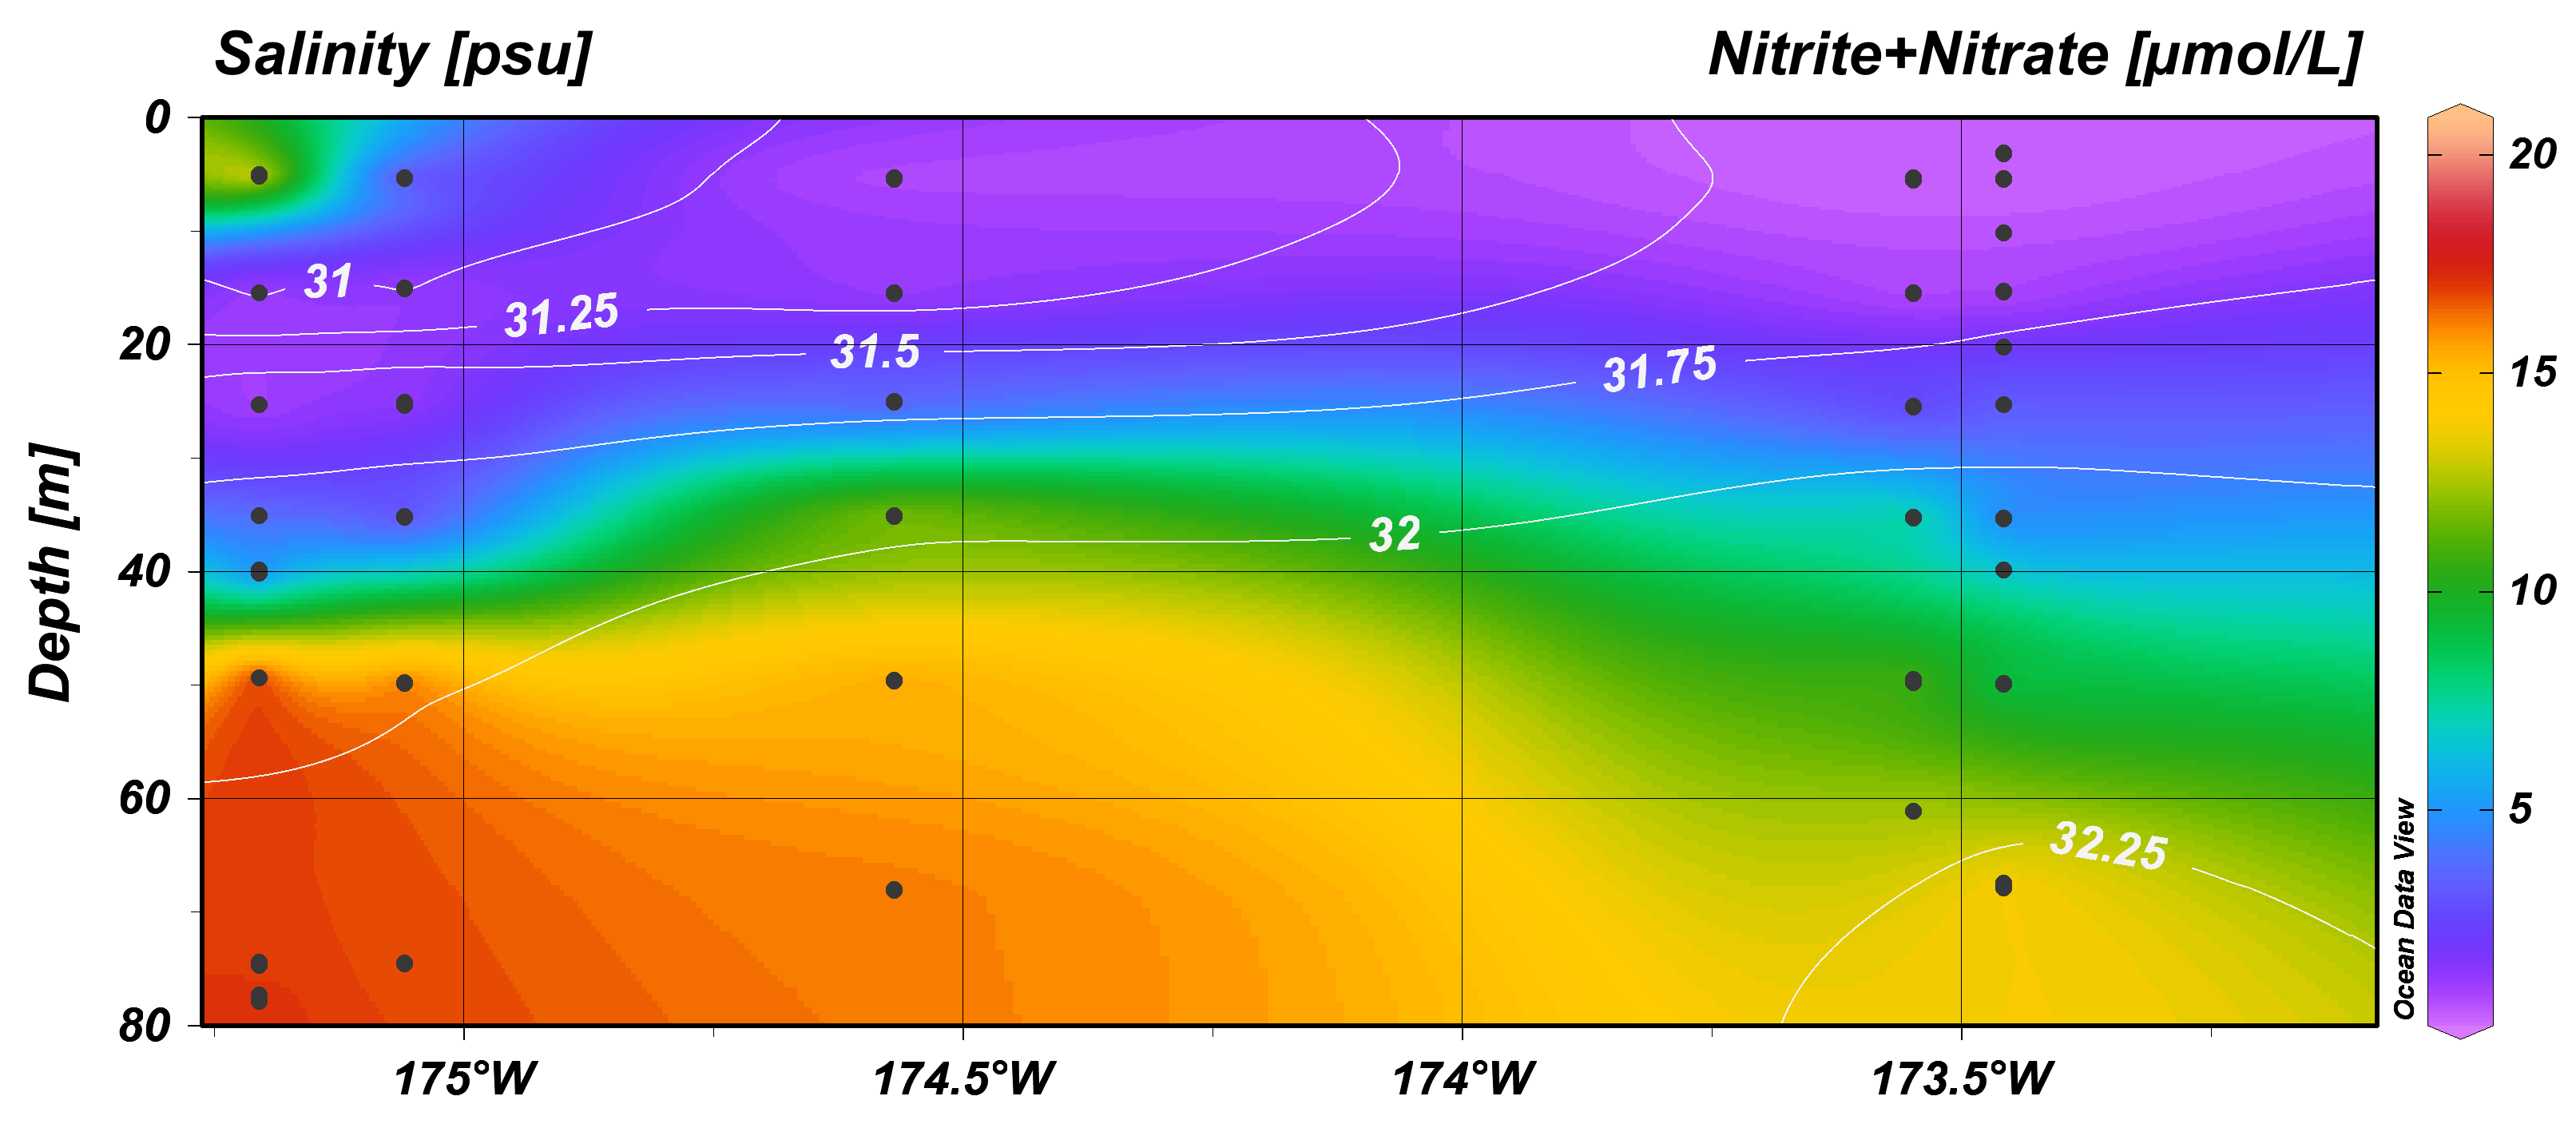 Salinity [psu]
Nitrite+Nitrate [µmol/L]
Depth [m]
0
20
40
60
80
175°W
174.5°W
174°W
173.5°W
31
31.25
31.5
31.75
32
32.25
20
15
10
5
Ocean Data View